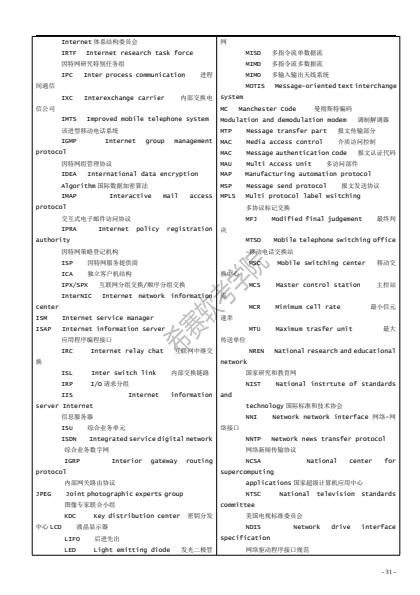 Internet 体系结构委员会
IRTF Internet research task force
因特网研究特别任务组
IPC Inter process communication 进程
间通信
IXC Interexchange carrier 内部交换电
信公司
IMTS Improved mobile telephone system
该进型移动电话系统
IGMP Internet group management
protocol
因特网组管理协议
IDEA International data encryption
Algorithm 国际数据加密算法
IMAP Interactive mail access
protocol
交互式电子邮件访问协议
IPRA Internet policy registration
authority
因特网策略登记机构
ISP 因特网服务提供商
ICA 独立客户机结构
IPX/SPX 互联网分组交换/顺序分组交换
InterNIC Internet network information
center
ISM Internet service manager
ISAP Internet information server
应用程序编程接口
IRC Internet relay chat 互联网中继交
换
ISL Inter switch link 内部交换链路
IRP I/O 请求分组
IIS Internet information
server Internet
信息服务器
ISU 综合业务单元
ISDN Integrated service digital network
综合业务数字网
IGRP Interior gateway routing
protocol
内部网关路由协议
JPEG Joint photographic experts group
图像专家联合小组
KDC Key distribution center 密钥分发
中心 LCD 液晶显示器
LIFO 后进先出
LED Light emitting diode 发光二极管
网
MISD 多指令流单数据流
MIMD 多指令流多数据流
MIMO 多输入输出天线系统
MOTIS Message-oriented text interchange
system
MC Manchester Code 曼彻斯特编码
Modulation and demodulation modem 调制解调器
MTP Message transfer part 报文传输部分
MAC Media access control 介质访问控制
MAC Message authentication code 报文认证代码
MAU Multi Access Unit 多访问部件
MAP Manufacturing automation protocol
MSP Message send protocol 报文发送协议
MPLS Multi protocol label wsitching
多协议标记交换
MFJ Modified final judgement 最终判
决
MTSO Mobile telephone switching office
移动电话交换站
MSC Mobile switching center 移动交
换中心
MCS Master control station 主控站
MCR Minimum cell rate 最小信元
速率
MTU Maximum trasfer unit 最大
传送单位
NREN National research and educational
network
国家研究和教育网
NIST National instrtute of standards
and
technology 国际标准和技术协会
NNI Network network interface 网络-网
络接口
NNTP Network news transfer protocol
网络新闻传输协议
NCSA National center for
supercomputing
applications 国家超级计算机应用中心
NTSC National television standards
committee
美国电视标准委员会
NDIS Network drive interface
specification
网络驱动程序接口规范
希赛软考学院
- 31 -